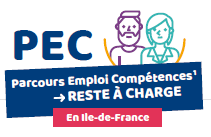 PEC
Parcours Emploi Compétences¹
→ RESTE À CHARGE
En Ile-de-France